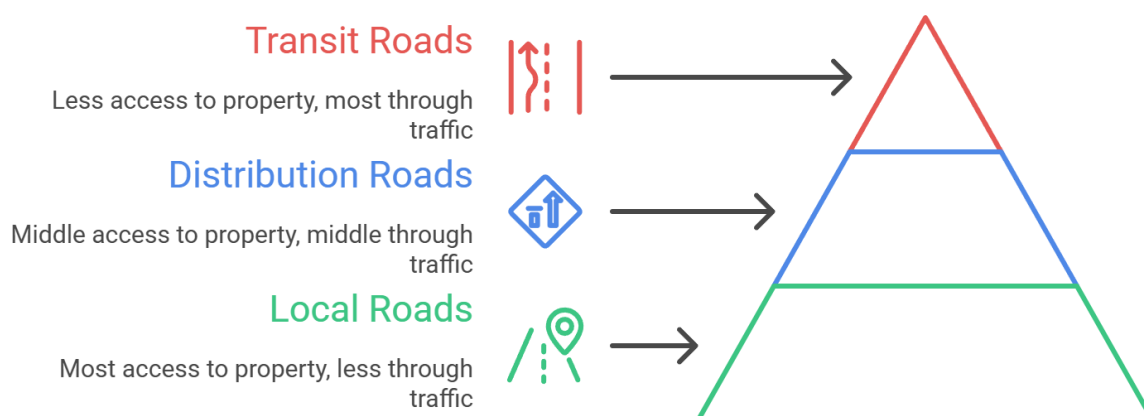 Transit Roads
Less access to property, most through
traffic
Distribution Roads
Middle access to property, middle through
traffic
Local Roads
Most access to property, less through
traffic